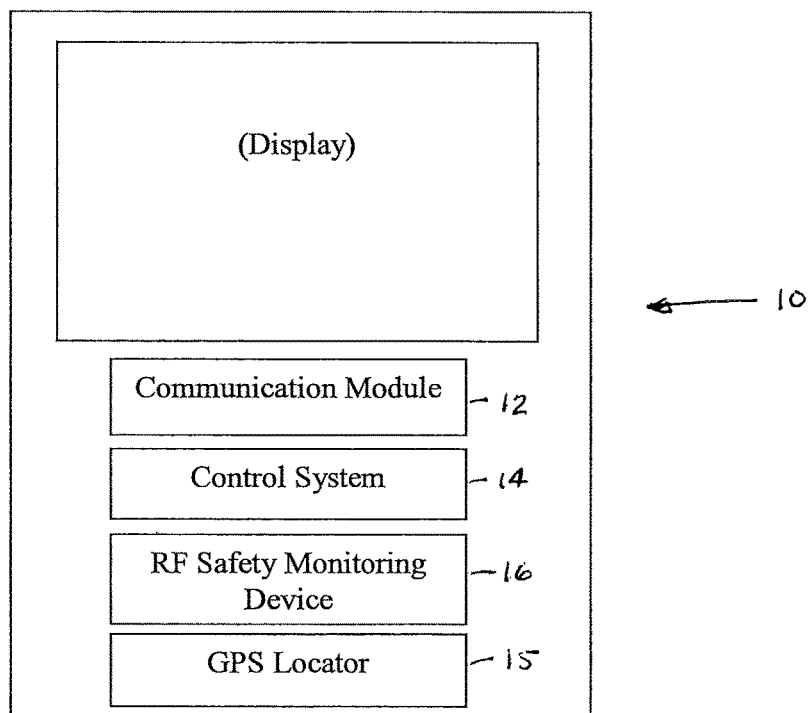 (Display)
10
Communication Module
12
Control System
14
RF Safety Monitoring
Device
16
GPS Locator
15